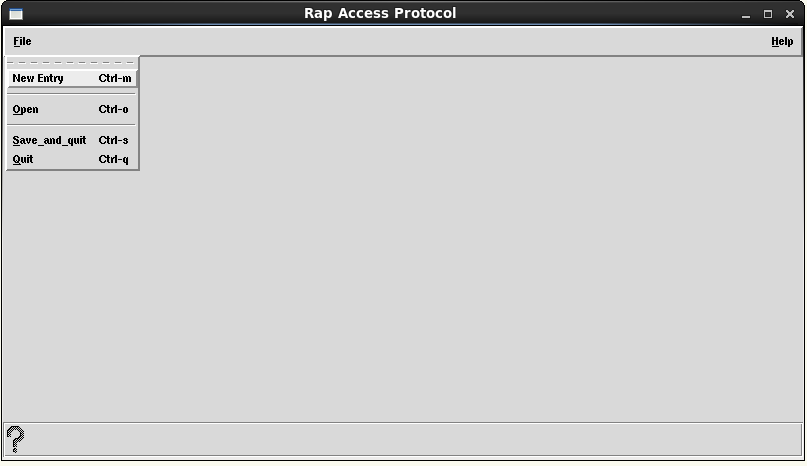 Rap Access Protocol
File Help
New Entry Ctrl-m
Open Ctrl-o
Save_and_quit Ctrl-s
Quit Ctrl-q
?